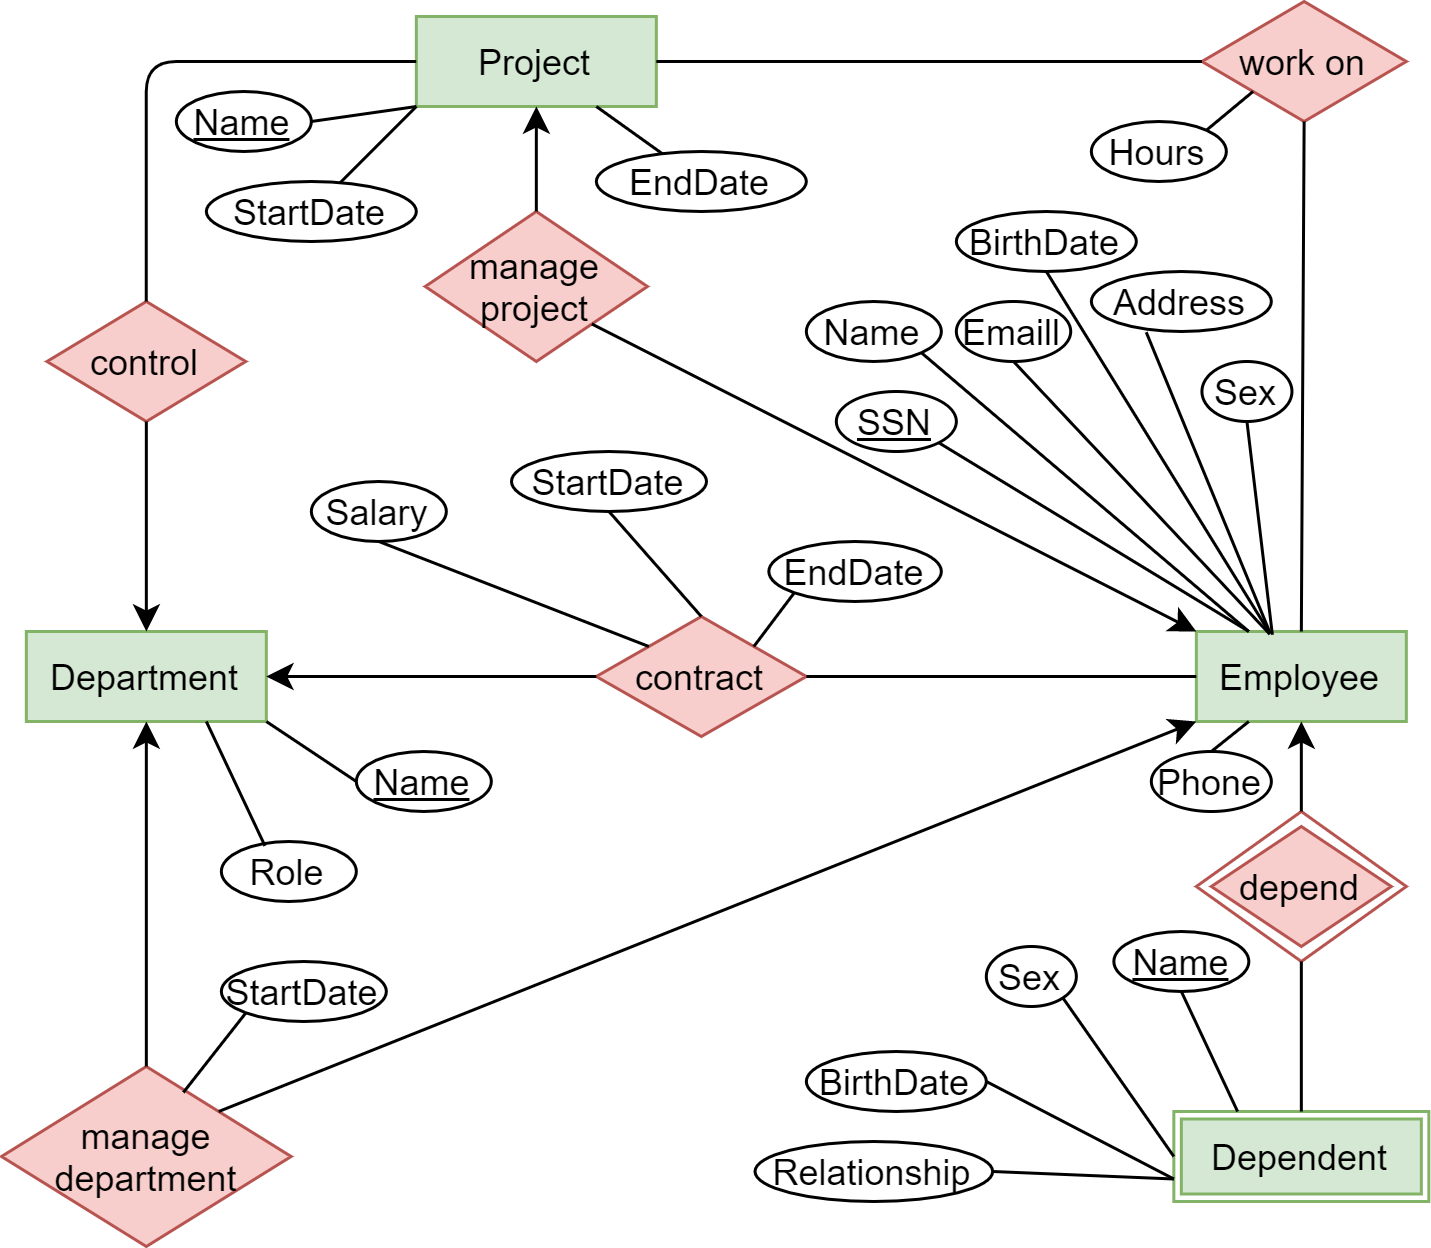 Project
work on
Name
Hours
EndDate
StartDate
BirthDate
manage
project
Address
Name
Emaill
control
Sex
SSN
StartDate
Salary
EndDate
Department
contract
Employee
Name
Phone
Role
depend
Name
Sex
StartDate
BirthDate
manage
department
Relationship
Dependent